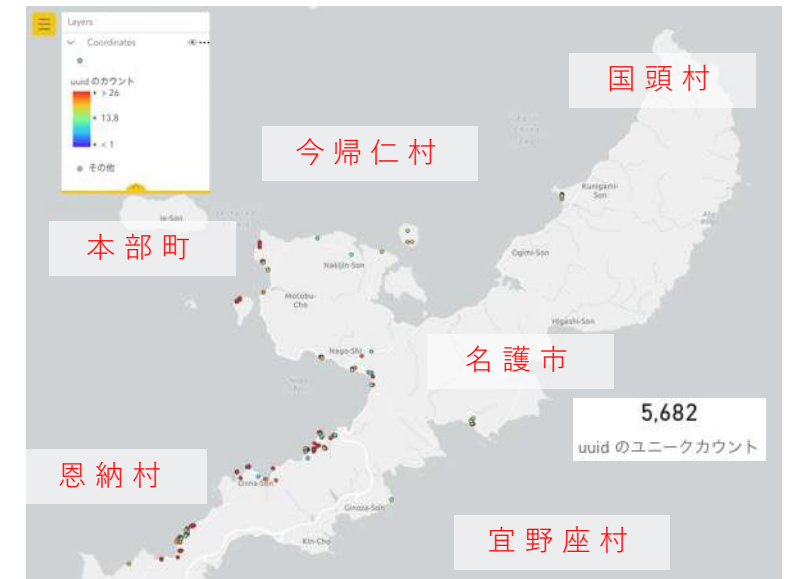 Layers
Coordinates
uuid のカウント
> 26
13.8
< 1
その他
国頭村
今帰仁村
Kunigami-
Son
Ie-Son
本部町
Nakijin-Son
Ogimi-Son
Motobu-
Cho
Higashi-Son
Nago-Shi
名護市
5,682
uuid のユニークカウント
恩納村
Onna-Son
Ginoza-Son
宜野座村
Kin-Cho